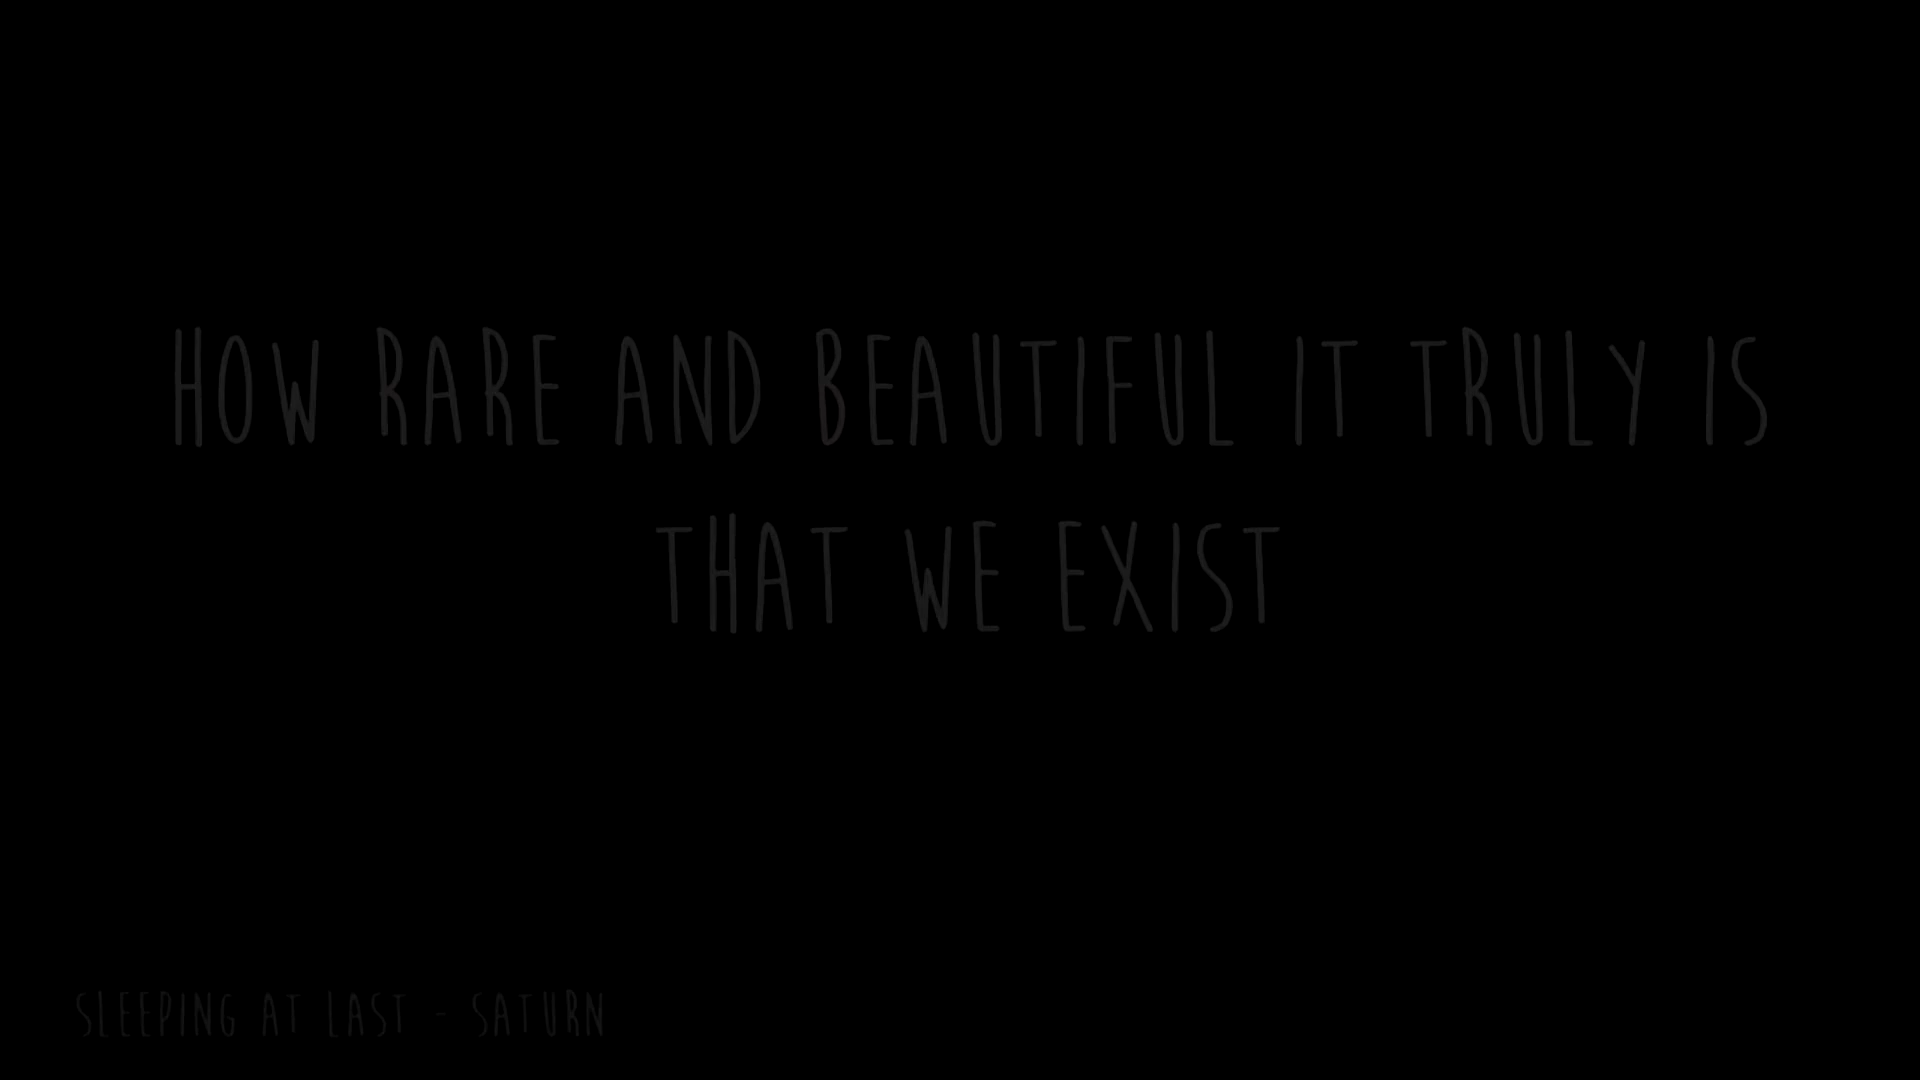 HOW RARE AND BEAUTIFUL IT TRULY IS
THAT WE EXIST
SLEEPING AT LAST - SATURN